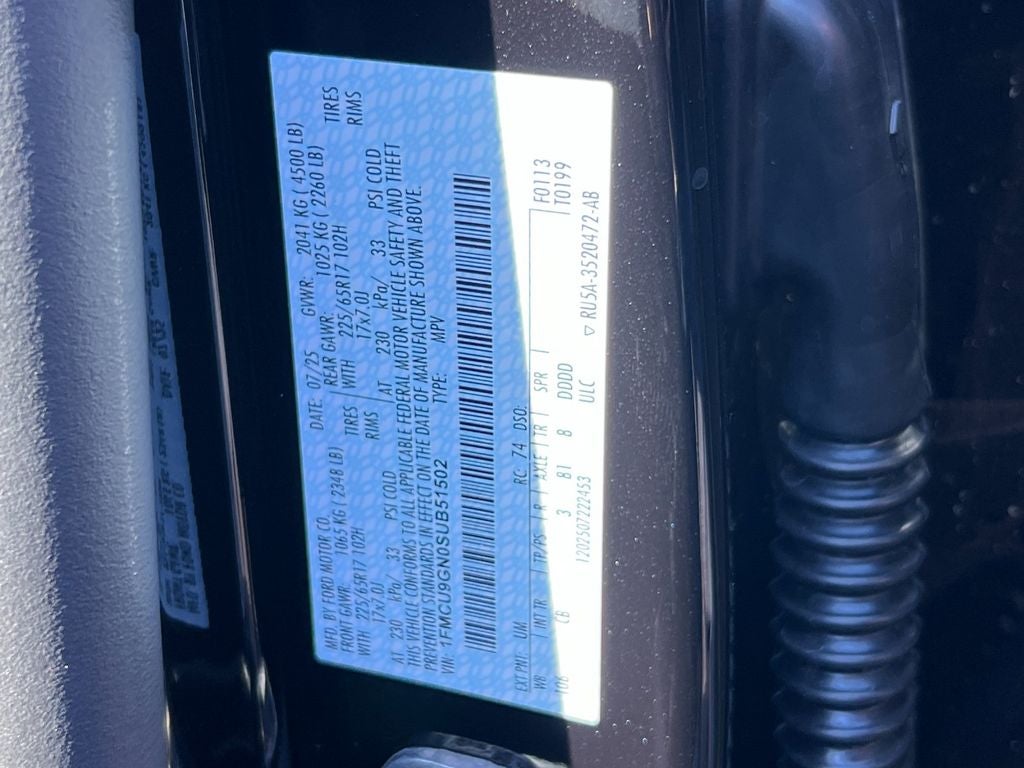 MFD. BY FORD MOTOR CO. DATE: 07/25 GVWR: 2041 KG ( 4500 LB)
FRONT GAWR: 1065 KG ( 2348 LB) REAR GAWR: 1025 KG ( 2260 LB)
WITH 225/65R17 102H TIRES WITH 225/65R17 102H TIRES
17x7.0J RIMS 17x7.0J RIMS
AT 230 kPa/ 33 PSI COLD AT 230 kPa/ 33 PSI COLD
THIS VEHICLE CONFORMS TO ALL APPLICABLE FEDERAL MOTOR VEHICLE SAFETY AND THEFT
PREVENTION STANDARDS IN EFFECT ON THE DATE OF MANUFACTURE SHOWN ABOVE.
VIN: 1FMCU9GN0SUB51502 TYPE: MPV
EXT PNT: UM RC: 74 DSO: F0113
WB INT TR TP/PS R AXLE TR SPR T0199
106 CB 3 B1 8 DDDD
1202507222453 ULC ▽ RU5A-3520472-AB